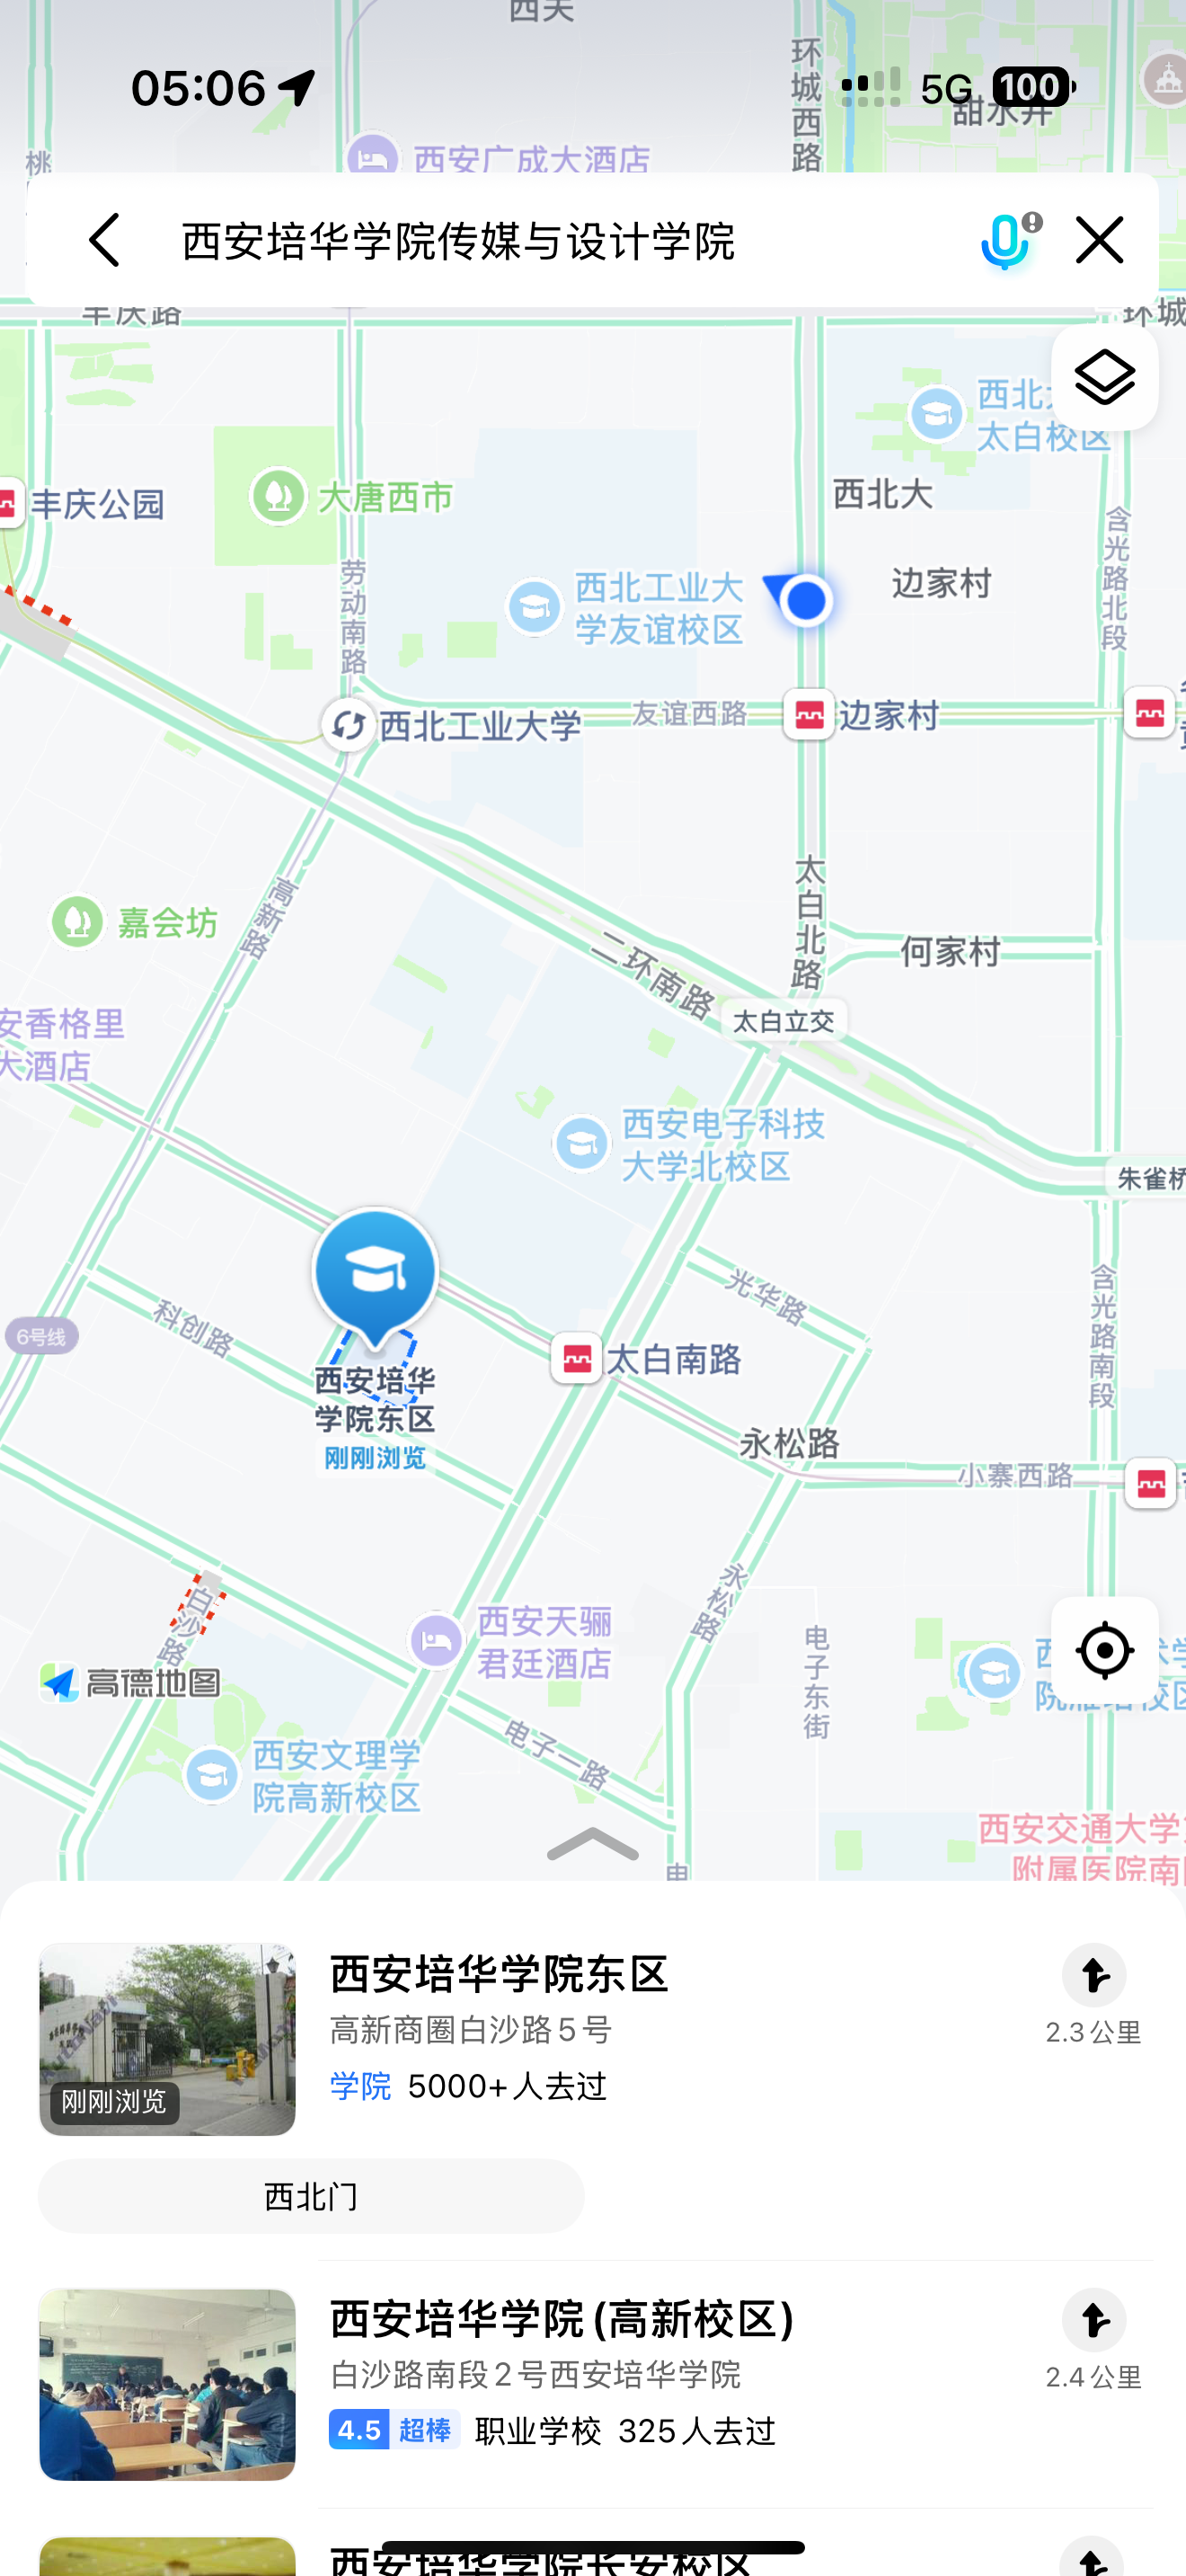 西关
05:06
5G
100
环城西路
甜水井
桃
西安广成大酒店
西安培华学院传媒与设计学院
丰庆路
环城
西北
太白校区
丰庆公园
大唐西市
西北大
含光路北段
劳动南路
西北工业大
学友谊校区
边家村
西北工业大学
友谊西路
边家村
高新路
嘉会坊
太白北路
何家村
二环南路
太白立交
安香格里
大酒店
西安电子科技
大学北校区
朱雀桥
科创路
光华路
含光路南段
6号线
西安培华
学院东区
刚刚浏览
太白南路
永松路
小寨西路
白沙路
永松路
西安天骊
君廷酒店
电子东街
高德地图
西安文理学
院高新校区
电子一路
西安交通大学
附属医院南
西安培华学院东区
高新商圈白沙路5号
2.3公里
学院 5000+人去过
刚刚浏览
西北门
西安培华学院(高新校区)
白沙路南段2号西安培华学院
2.4公里
4.5 超棒 职业学校 325人去过
西安培华学院长安校区